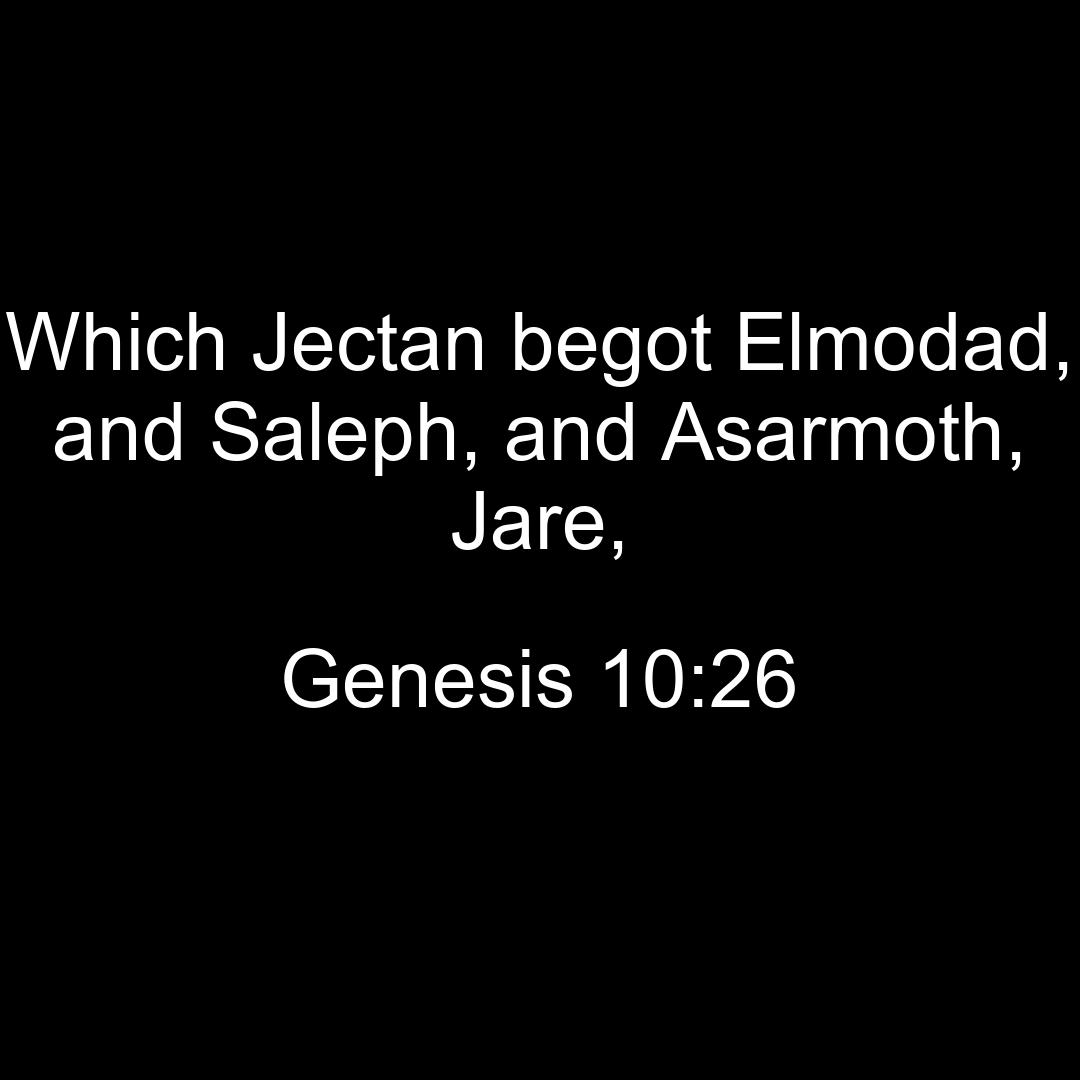 Which Jectan begot Elmodad,
and Saleph, and Asarmoth,
Jare,
Genesis 10:26